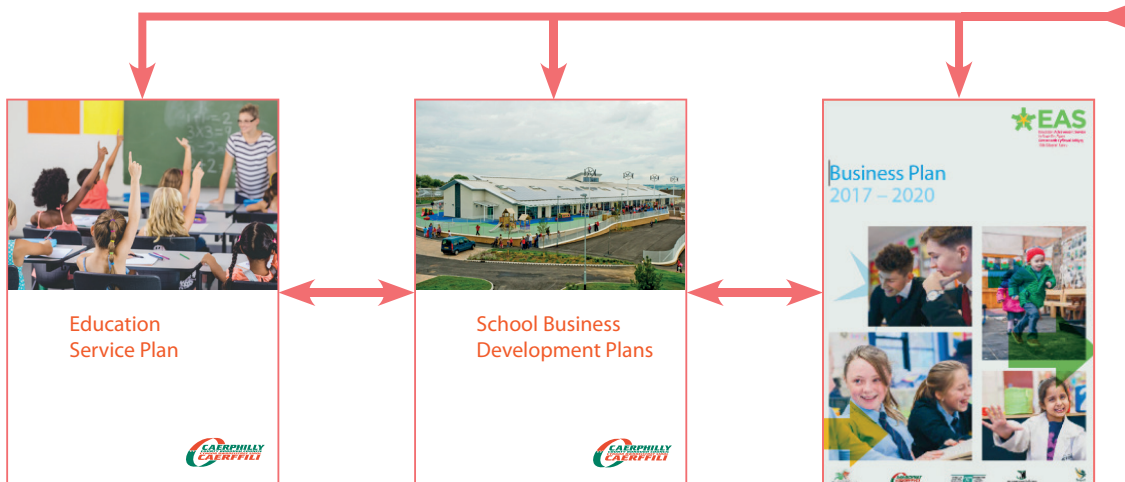 EAS
Business Plan
2017 – 2020
Education
Service Plan
School Business
Development Plans
CAERPHILLY
CAERFFILI
CAERPHILLY
CAERFFILI